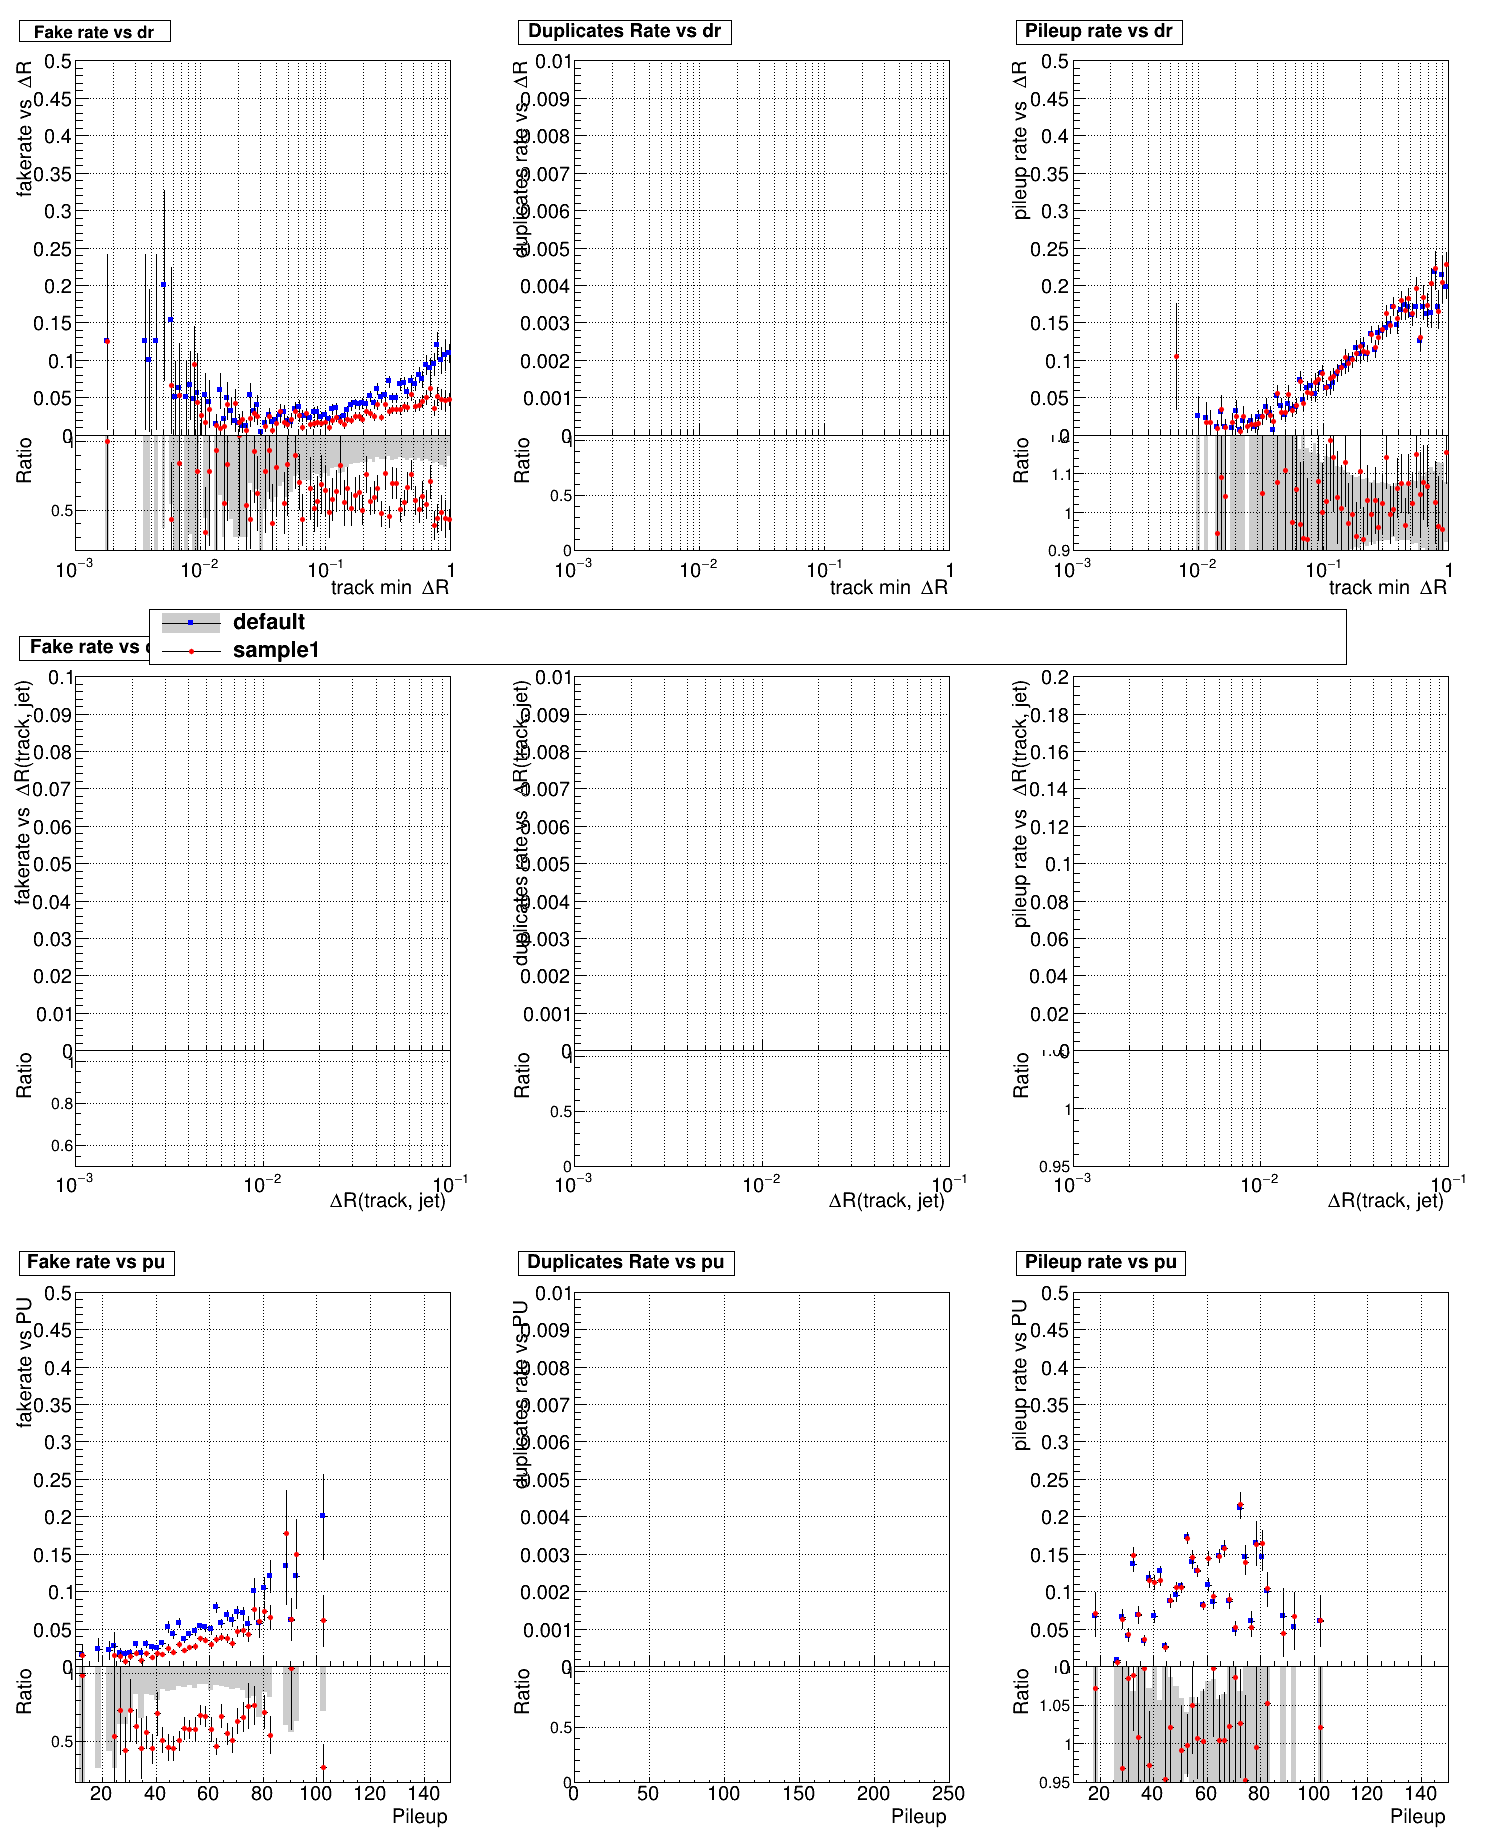 Fake rate vs dr
fakerate vs ΔR
0.5
0.45
0.4
0.35
0.3
0.25
0.2
0.15
0.1
0.05
0
Ratio
0.5
10⁻³ 10⁻² 10⁻¹ 1
track min ΔR
Duplicates Rate vs dr
duplicates rate vs ΔR
0.01
0.009
0.008
0.007
0.006
0.005
0.004
0.003
0.002
0.001
0
Ratio
0.5
0
10⁻³ 10⁻² 10⁻¹ 1
track min ΔR
Pileup rate vs dr
pileup rate vs ΔR
0.5
0.45
0.4
0.35
0.3
0.25
0.2
0.15
0.1
0.05
0
Ratio
1.1
1
0.9
10⁻³ 10⁻² 10⁻¹ 1
track min ΔR
default
sample1
Fake rate vs
fakerate vs ΔR(track, jet)
0.1
0.09
0.08
0.07
0.06
0.05
0.04
0.03
0.02
0.01
0
Ratio
1
0.8
0.6
10⁻³ 10⁻² 10⁻¹
ΔR(track, jet)
duplicates rate vs ΔR(track, jet)
0.01
0.009
0.008
0.007
0.006
0.005
0.004
0.003
0.002
0.001
0
Ratio
1
0.5
0
10⁻³ 10⁻² 10⁻¹
ΔR(track, jet)
pileup rate vs ΔR(track, jet)
0.2
0.18
0.16
0.14
0.12
0.1
0.08
0.06
0.04
0.02
0
Ratio
1
0.95
10⁻³ 10⁻² 10⁻¹
ΔR(track, jet)
Fake rate vs pu
fakerate vs PU
0.5
0.45
0.4
0.35
0.3
0.25
0.2
0.15
0.1
0.05
0
Ratio
1
0.5
20 40 60 80 100 120 140
Pileup
Duplicates Rate vs pu
duplicates rate vs PU
0.01
0.009
0.008
0.007
0.006
0.005
0.004
0.003
0.002
0.001
0
Ratio
1
0.5
0
0 50 100 150 200 250
Pileup
Pileup rate vs pu
pileup rate vs PU
0.5
0.45
0.4
0.35
0.3
0.25
0.2
0.15
0.1
0.05
0
Ratio
1.05
1
0.95
20 40 60 80 100 120 140
Pileup